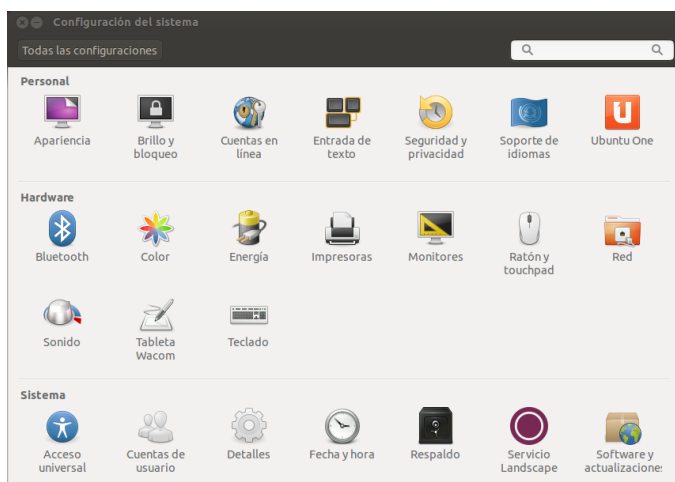 Configuración del sistema
Todas las configuraciones
Personal
Apariencia
Brillo y
bloqueo
Cuentas en
línea
Entrada de
texto
Seguridad y
privacidad
Soporte de
idiomas
Ubuntu One
Hardware
Bluetooth
Color
Energía
Impresoras
Monitores
Ratón y
touchpad
Red
Sonido
Tableta
Wacom
Teclado
Sistema
Acceso
universal
Cuentas de
usuario
Detalles
Fecha y hora
Respaldo
Servicio
Landscape
Software y
actualizaciones